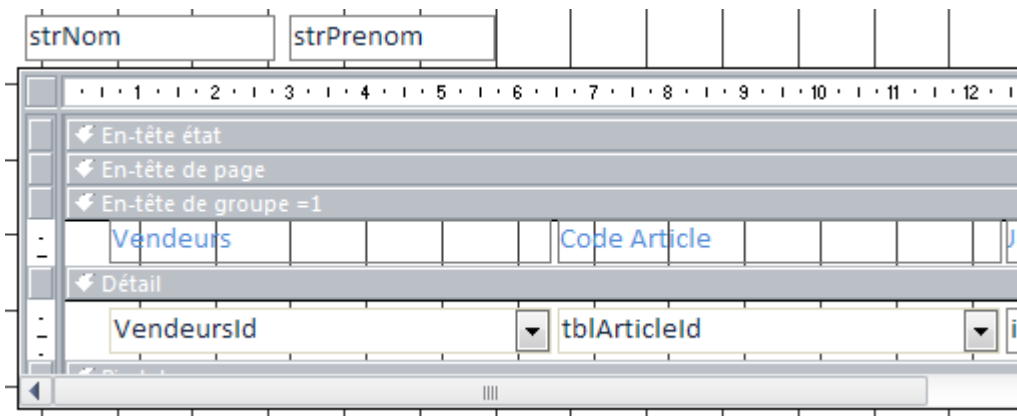 strNom strPrenom
1 2 3 4 5 6 7 8 9 10 11 12
En-tête état
En-tête de page
En-tête de groupe =1
Vendeurs Code Article
Détail
VendeursId tblArticleId